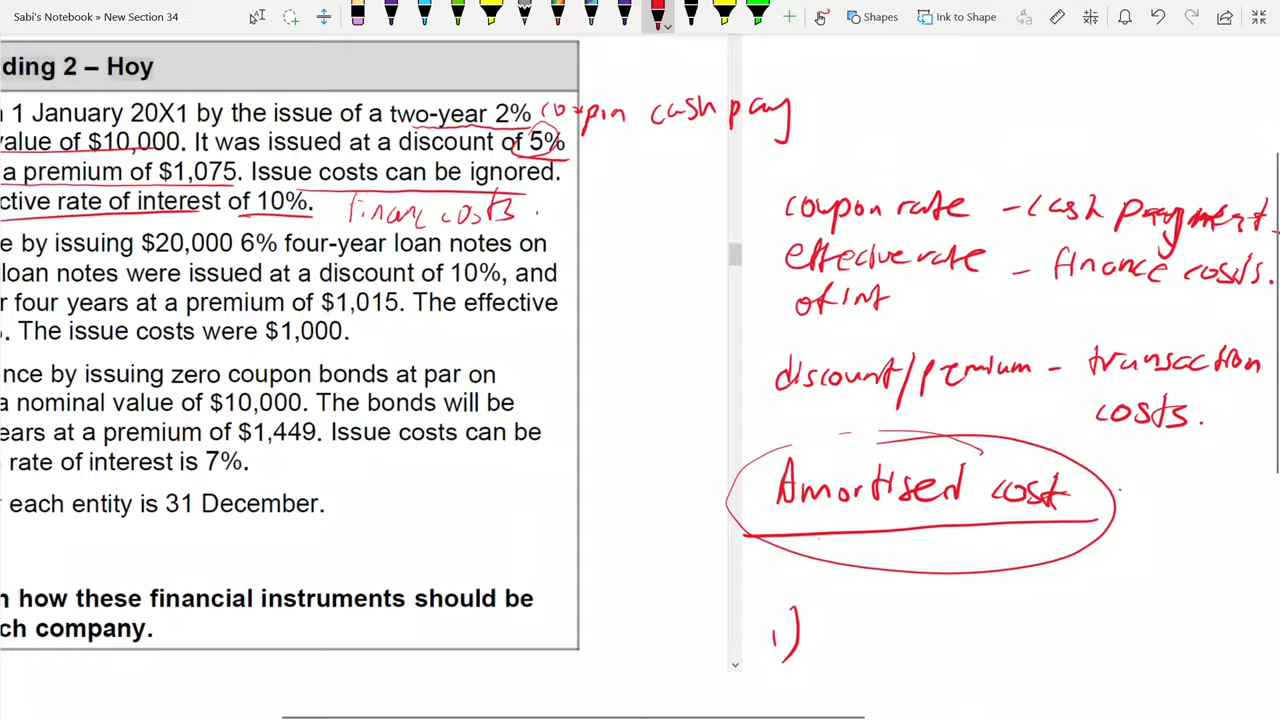 Sabi's Notebook » New Section 34
Shapes
Ink to Shape
ding 2 – Hoy
1 January 20X1 by the issue of a two-year 2% coupin cash pay
alue of $10,000. It was issued at a discount of 5%
a premium of $1,075. Issue costs can be ignored.
ctive rate of interest of 10%. financ costs.
e by issuing $20,000 6% four-year loan notes on
loan notes were issued at a discount of 10%, and
r four years at a premium of $1,015. The effective
. The issue costs were $1,000.
nce by issuing zero coupon bonds at par on
a nominal value of $10,000. The bonds will be
ears at a premium of $1,449. Issue costs can be
rate of interest is 7%.
each entity is 31 December.
n how these financial instruments should be
ch company.
coupon rate - cash payment.
effective rate - finance costs.
of int
discount/premium - transaction
costs.
Amortised cost
1)